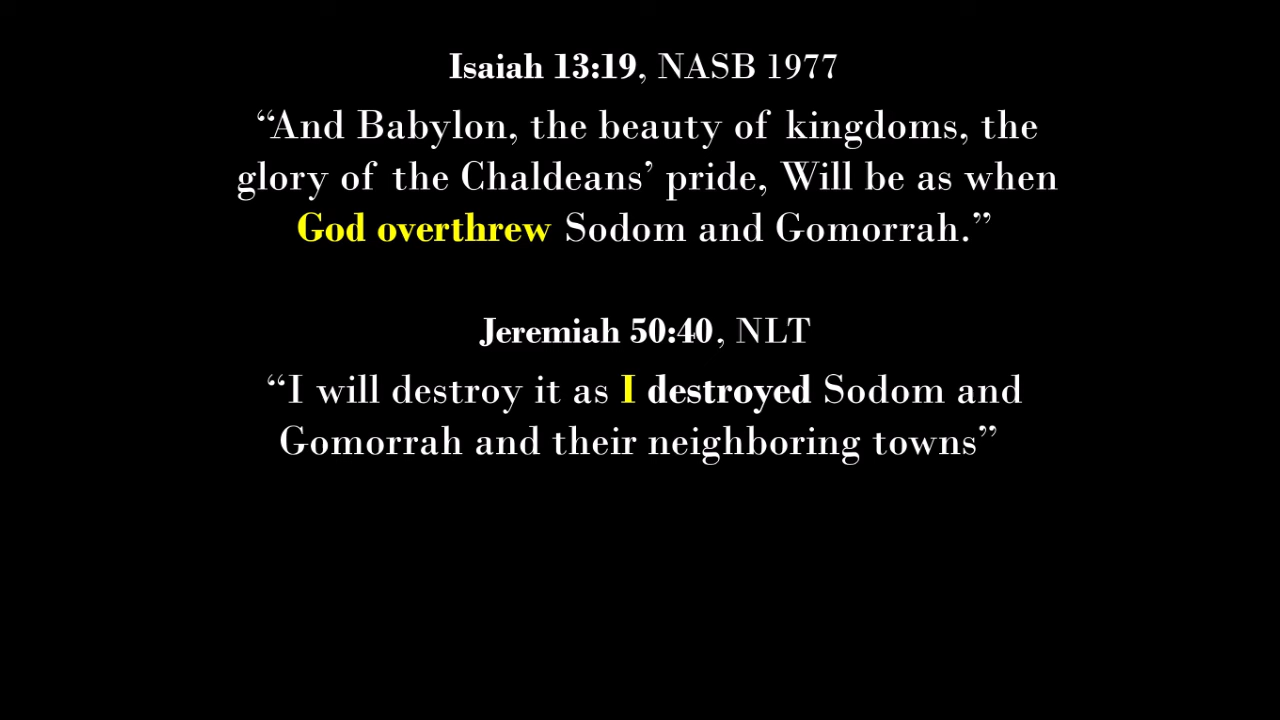 Isaiah 13:19, NASB 1977
“And Babylon, the beauty of kingdoms, the
glory of the Chaldeans’ pride, Will be as when
God overthrew Sodom and Gomorrah.”
Jeremiah 50:40, NLT
“I will destroy it as I destroyed Sodom and
Gomorrah and their neighboring towns”